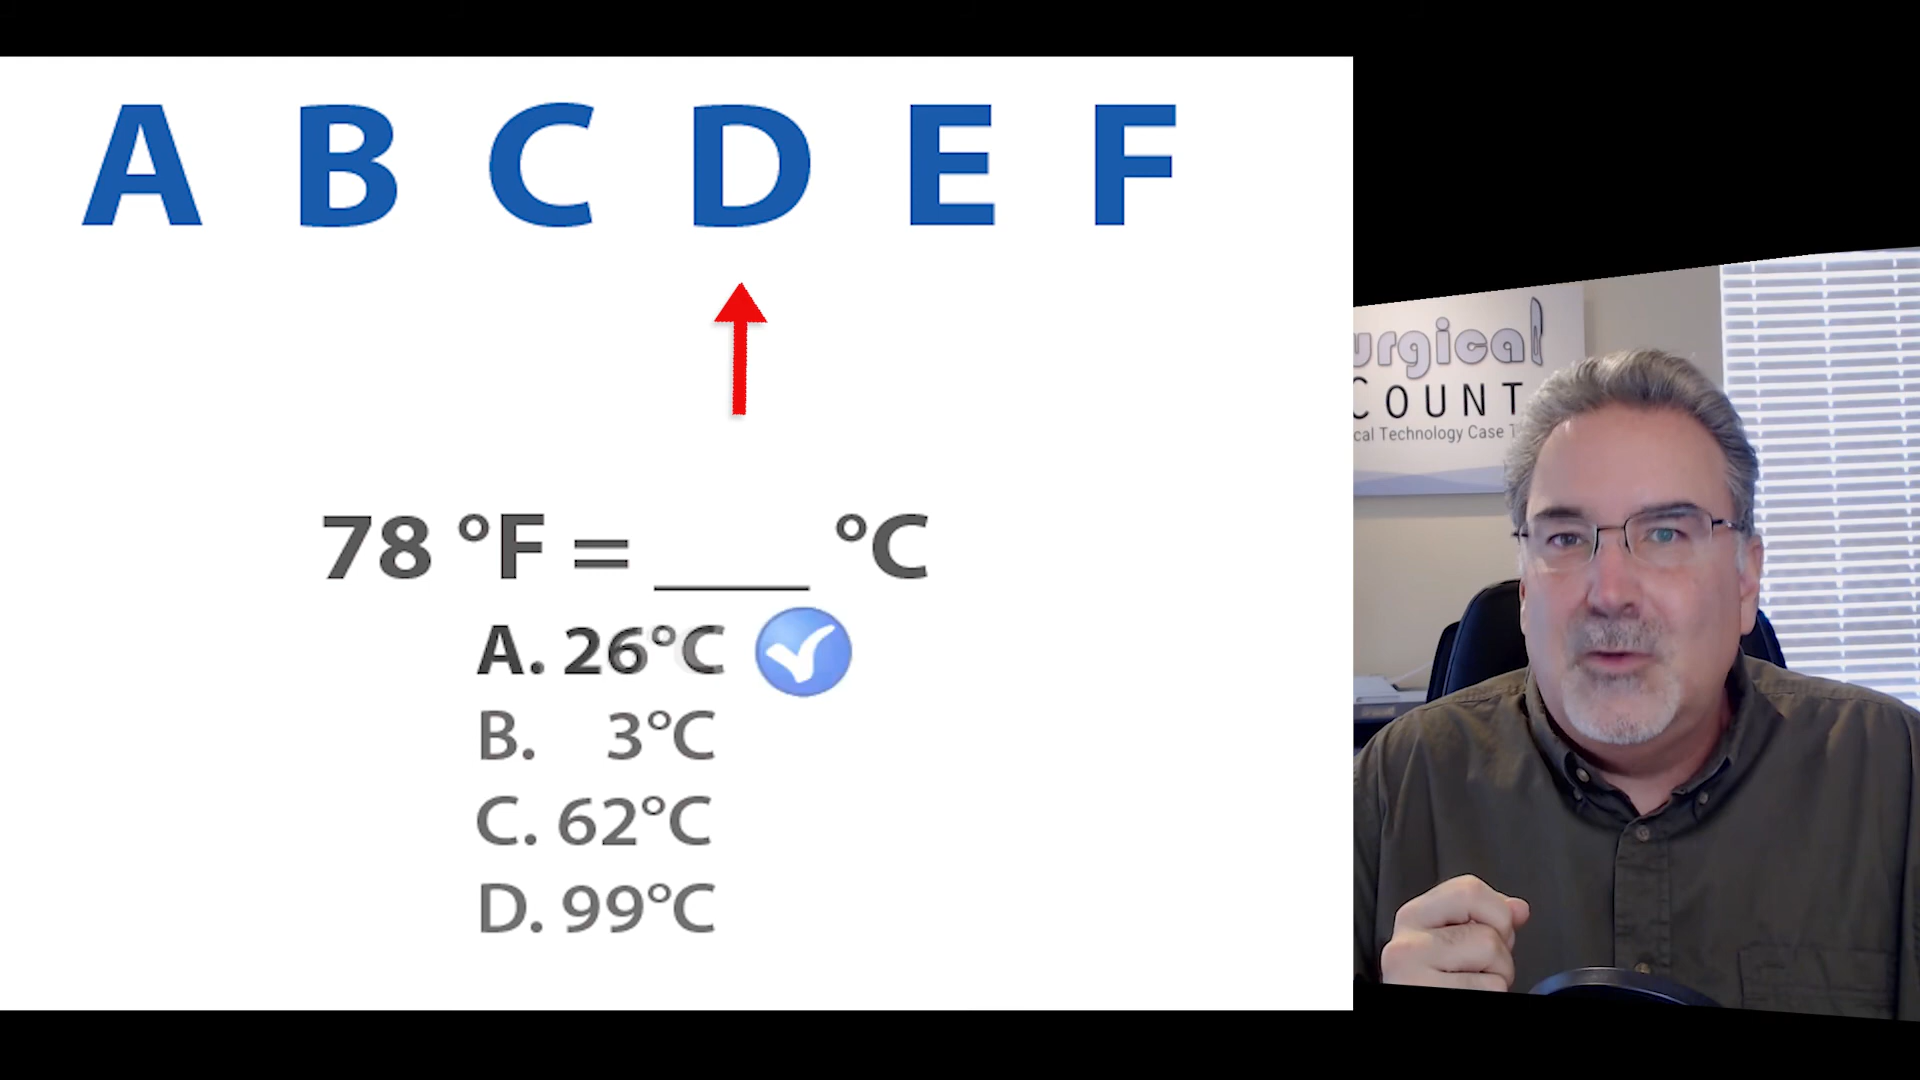 A B C D E F
78 °F = ____ °C
A. 26°C
B. 3°C
C. 62°C
D. 99°C
urgical
COUNT
cal Technology Case